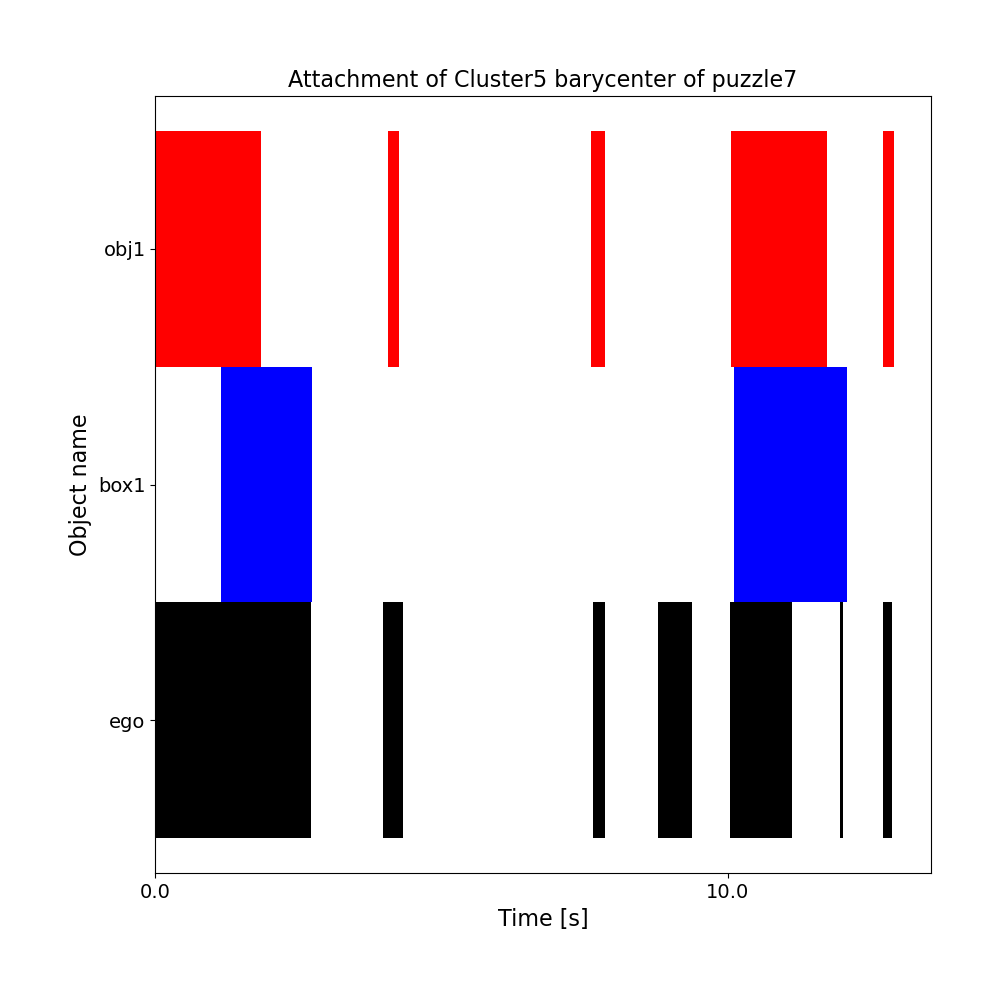 Attachment of Cluster5 barycenter of puzzle7
obj1
box1
ego
Object name
0.0
10.0
Time [s]